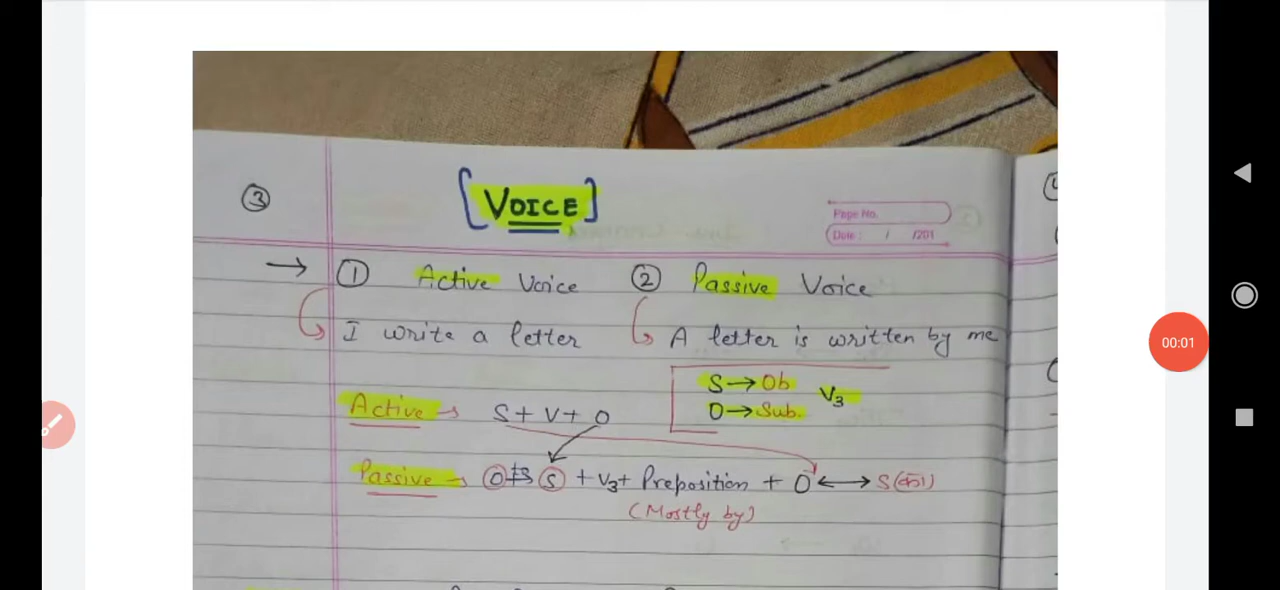 ③
[VOICE]
Page No.
Date : / /201
→ ① Active Voice ② Passive Voice
I write a letter A letter is written by me
S → Ob V3
O → Sub.
Active → S + V + O
Passive → O ⇆ S + V3 + Preposition + O ↔ S(का)
(Mostly by)
00:01